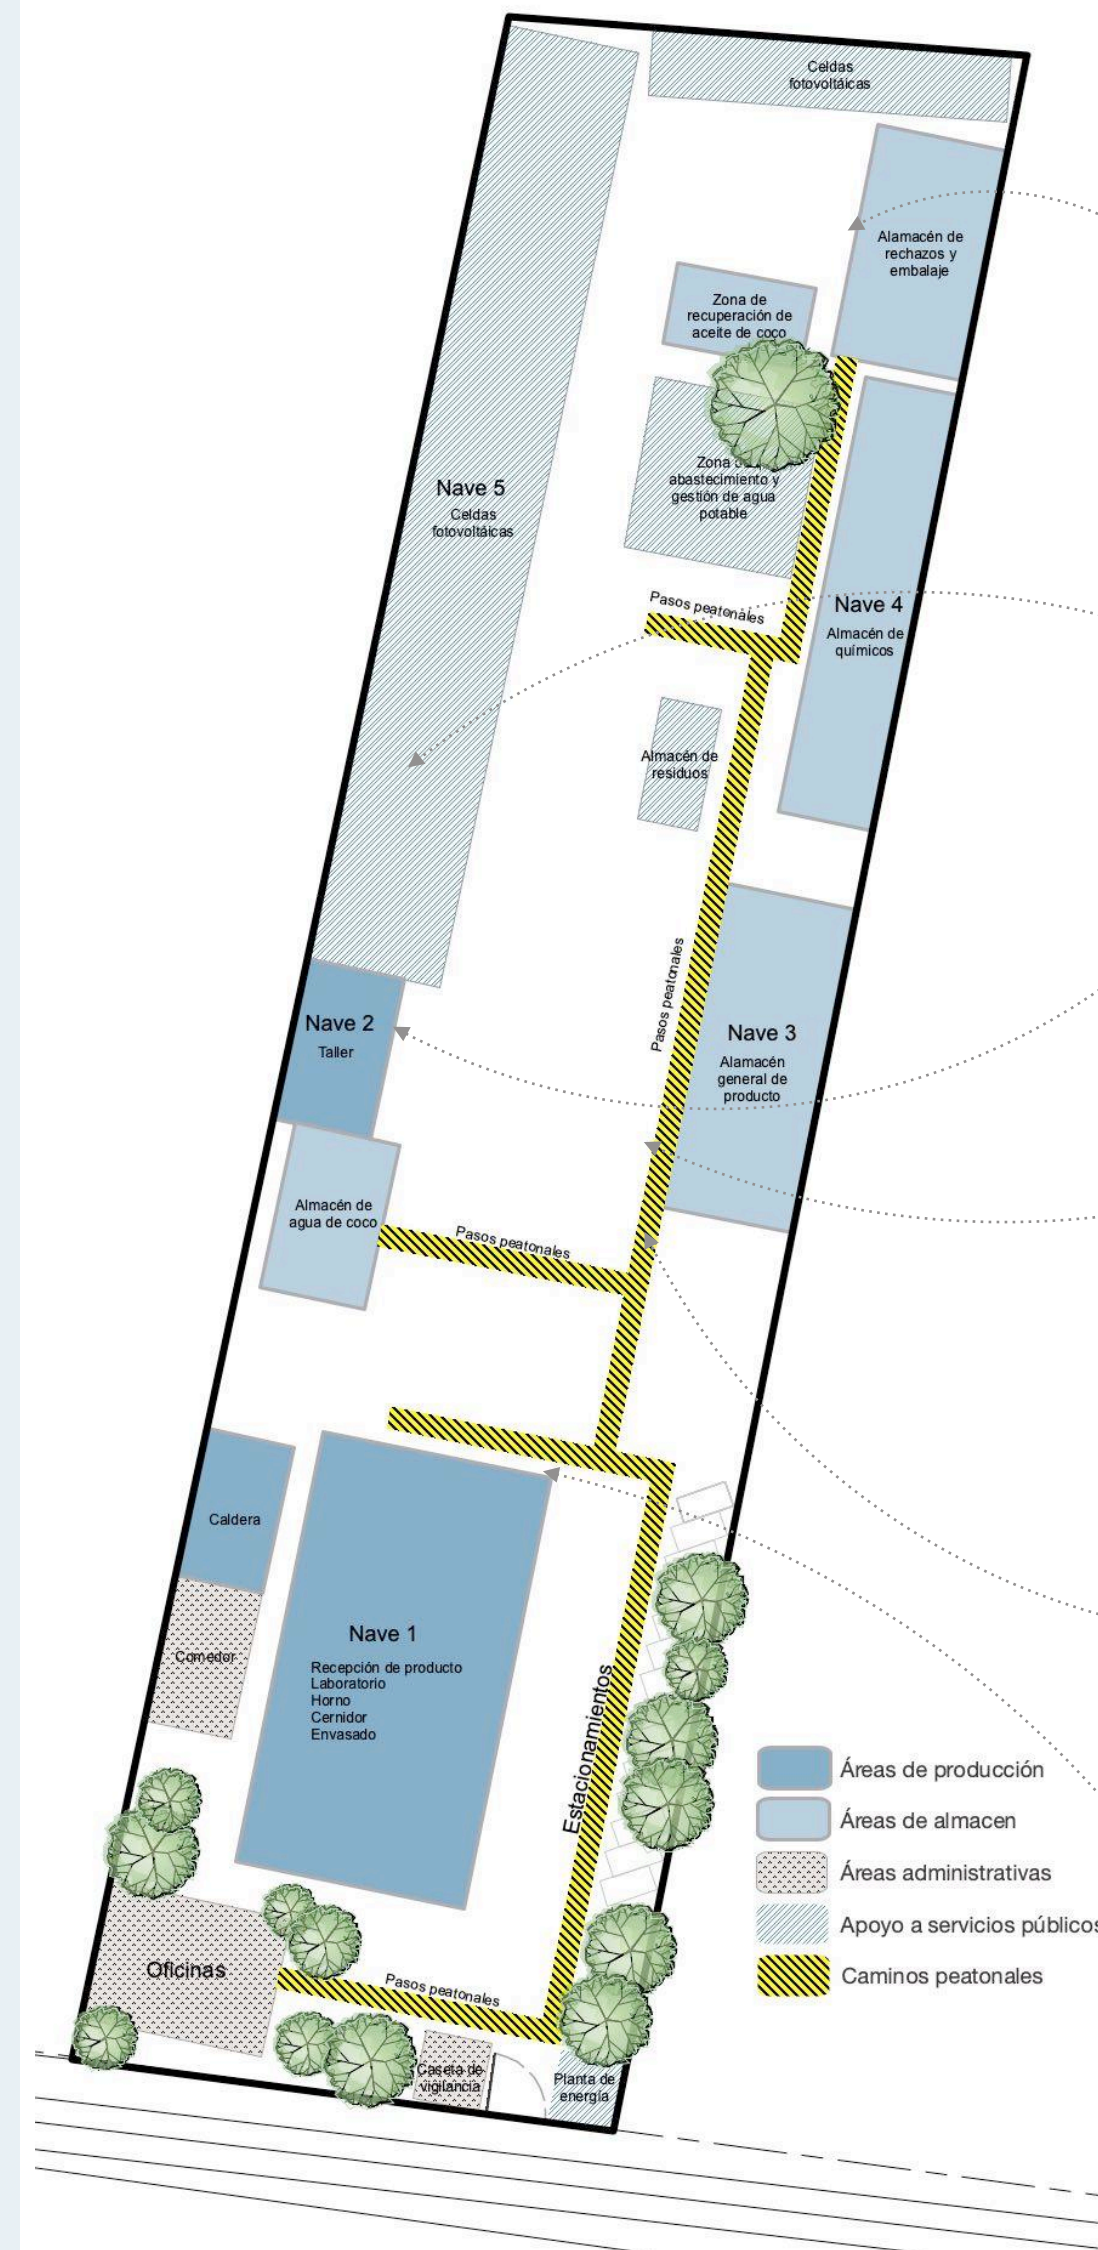 Celdas
fotovoltáicas
Alamacén de
rechazos y
embalaje
Zona de
recuperación de
aceite de coco
Zona
abastecimiento y
gestión de agua
potable
Nave 5
Celdas
fotovoltáicas
Pasos peatonales
Nave 4
Almacén de
químicos
Almacén de
residuos
Pasos peatonales
Nave 2
Taller
Nave 3
Alamacén
general de
producto
Almacén de
agua de coco
Pasos peatonales
Caldera
Comedor
Nave 1
Recepción de producto
Laboratorio
Horno
Cernidor
Envasado
Estacionamientos
Áreas de producción
Áreas de almacen
Áreas administrativas
Apoyo a servicios públicos
Caminos peatonales
Oficinas
Pasos peatonales
Caseta de
vigilancia
Planta de
energía